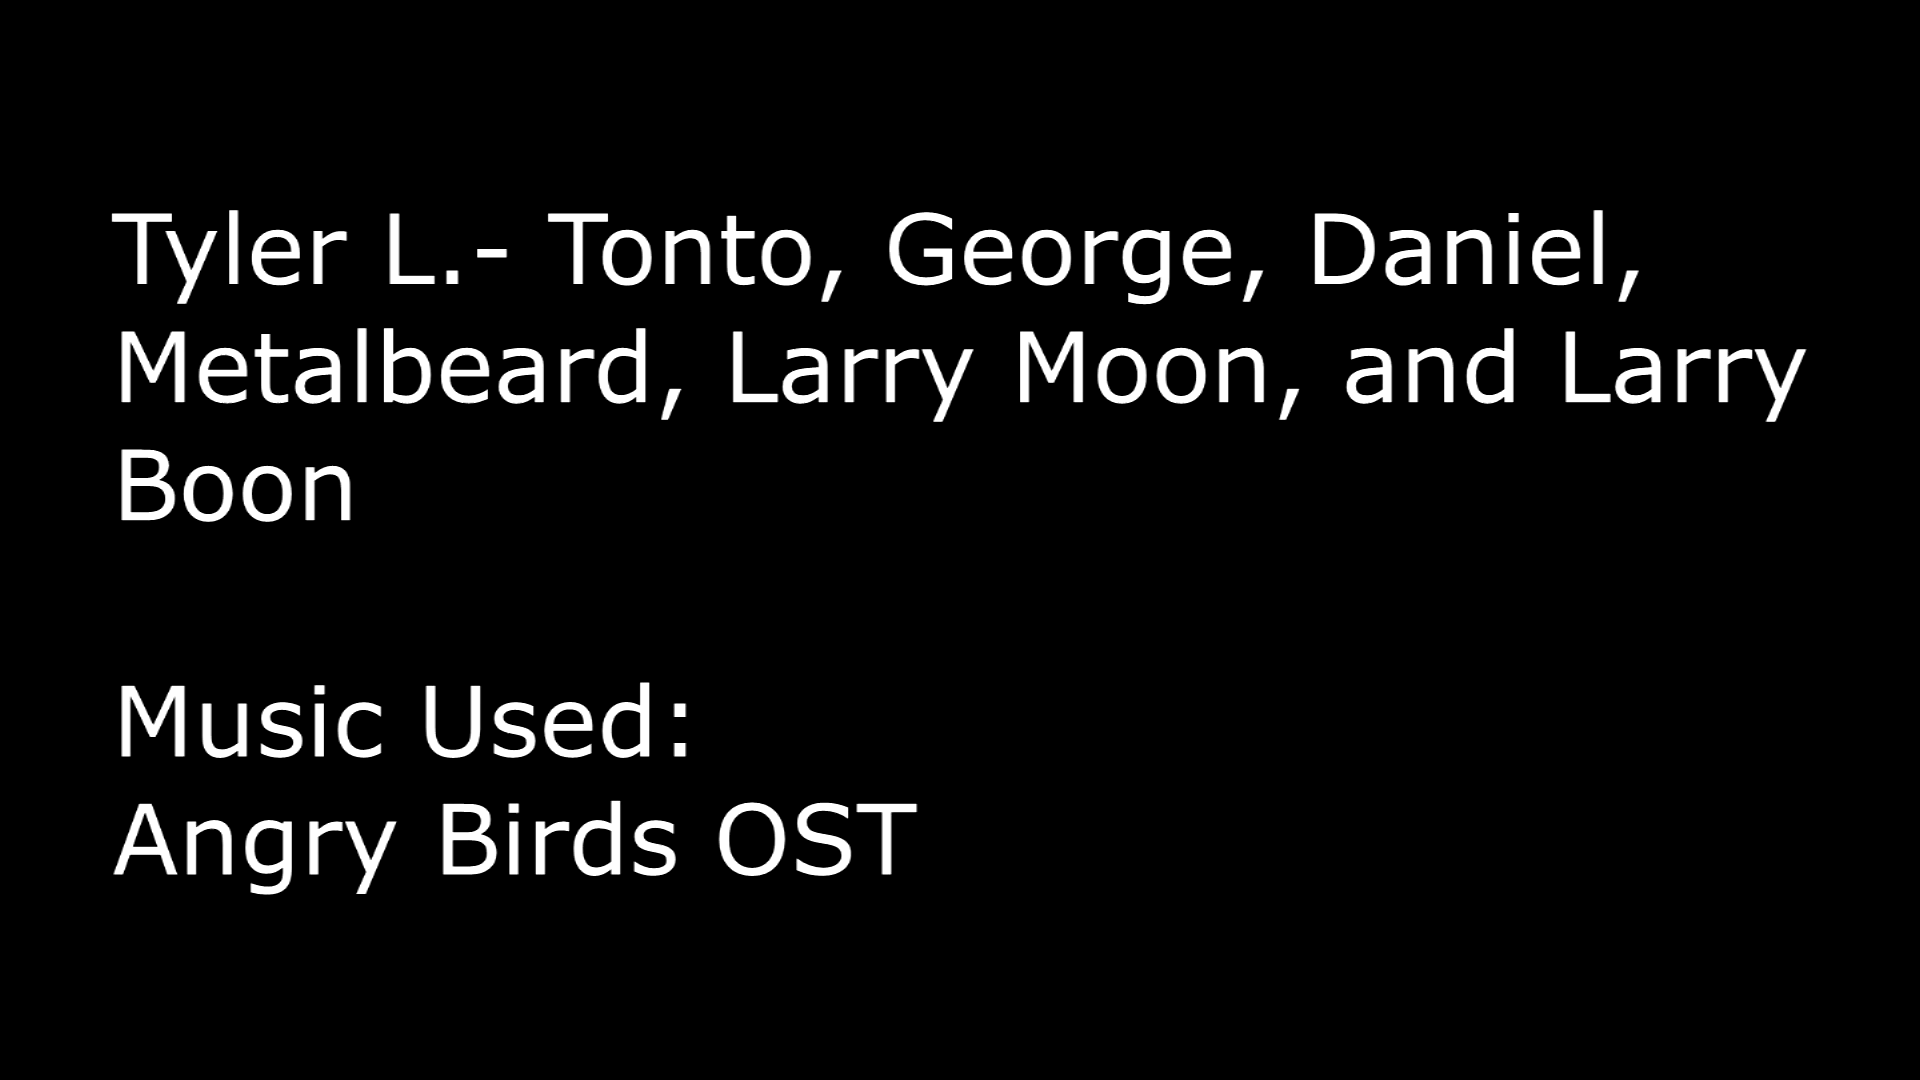 Tyler L.- Tonto, George, Daniel,
Metalbeard, Larry Moon, and Larry
Boon
Music Used:
Angry Birds OST